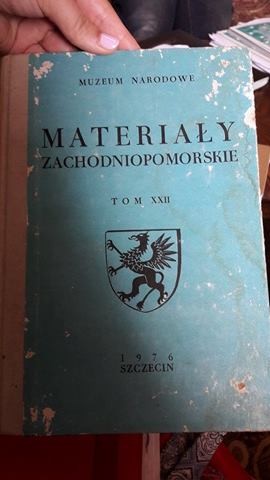 MUZEUM NARODOWE
MATERIAŁY
ZACHODNIOPOMORSKIE
TOM XXII
1976
SZCZECIN